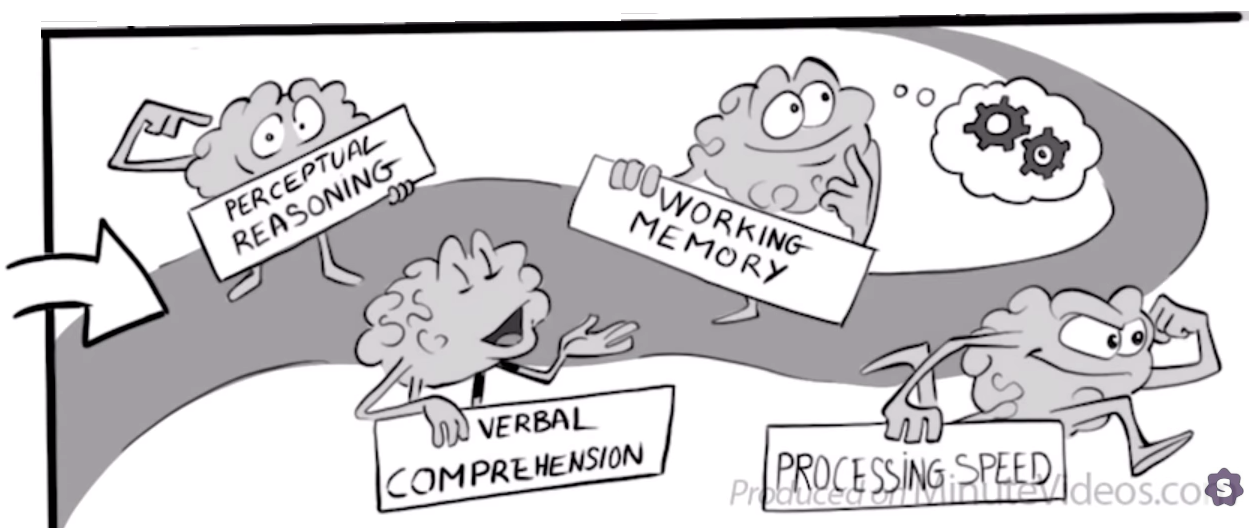 PERCEPTUAL
REASONING
WORKING
MEMORY
VERBAL
COMPREHENSION
PROCESSING SPEED
Produced on MinuteVideos.co
S